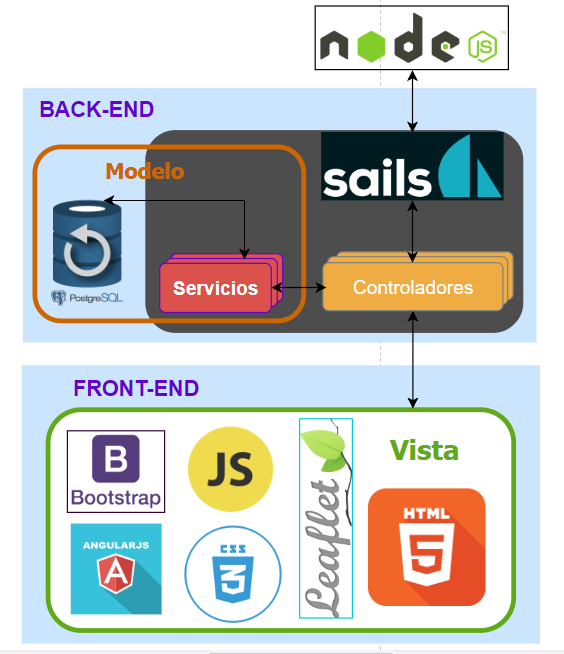 node
JS
BACK-END
Modelo
sails
PostgreSQL
Servicios
Controladores
FRONT-END
Vista
B
Bootstrap
JS
Leaflet
HTML
5
ANGULARJS
A
CSS
3